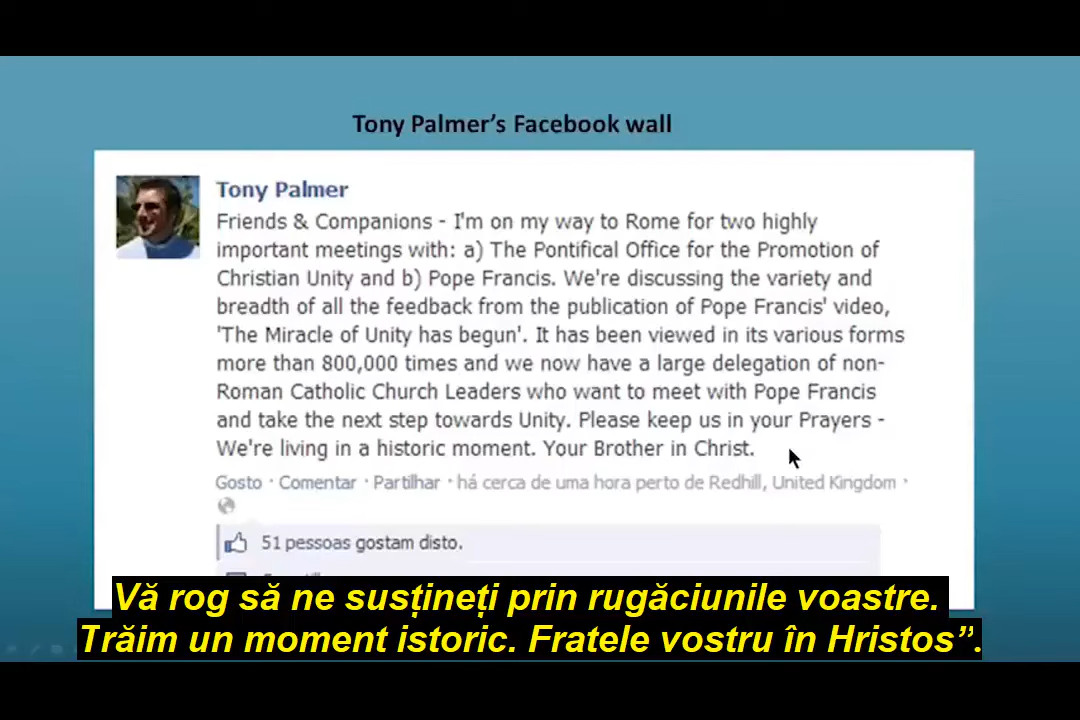 Tony Palmer's Facebook wall
Tony Palmer
Friends & Companions - I'm on my way to Rome for two highly
important meetings with: a) The Pontifical Office for the Promotion of
Christian Unity and b) Pope Francis. We're discussing the variety and
breadth of all the feedback from the publication of Pope Francis' video,
'The Miracle of Unity has begun'. It has been viewed in its various forms
more than 800,000 times and we now have a large delegation of non-
Roman Catholic Church Leaders who want to meet with Pope Francis
and take the next step towards Unity. Please keep us in your Prayers -
We're living in a historic moment. Your Brother in Christ.
Gosto · Comentar · Partilhar · há cerca de uma hora perto de Redhill, United Kingdom ·
51 pessoas gostam disto.
Vă rog să ne susțineți prin rugăciunile voastre.
Trăim un moment istoric. Fratele vostru în Hristos”.